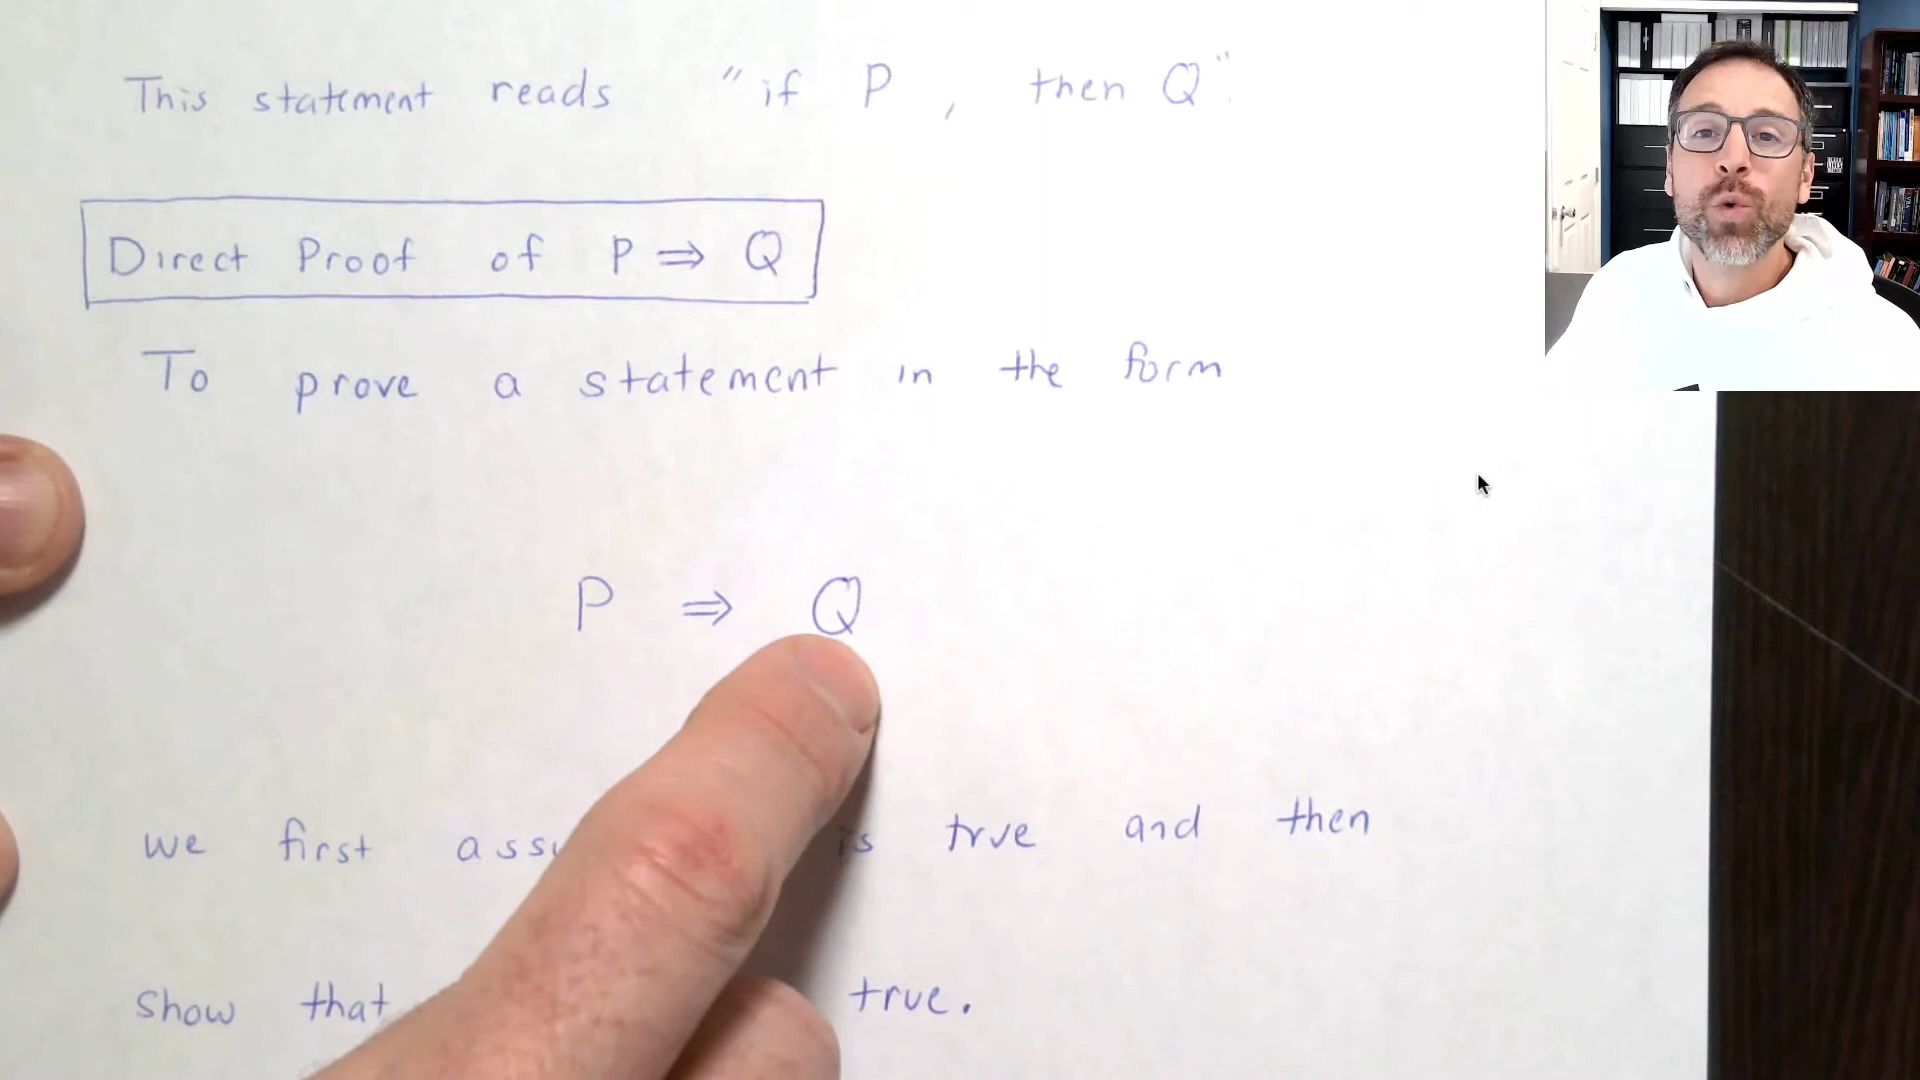 This statement reads "if P, then Q".
Direct Proof of P ⇒ Q
To prove a statement in the form
P ⇒ Q
we first assu is true and then
show that true.